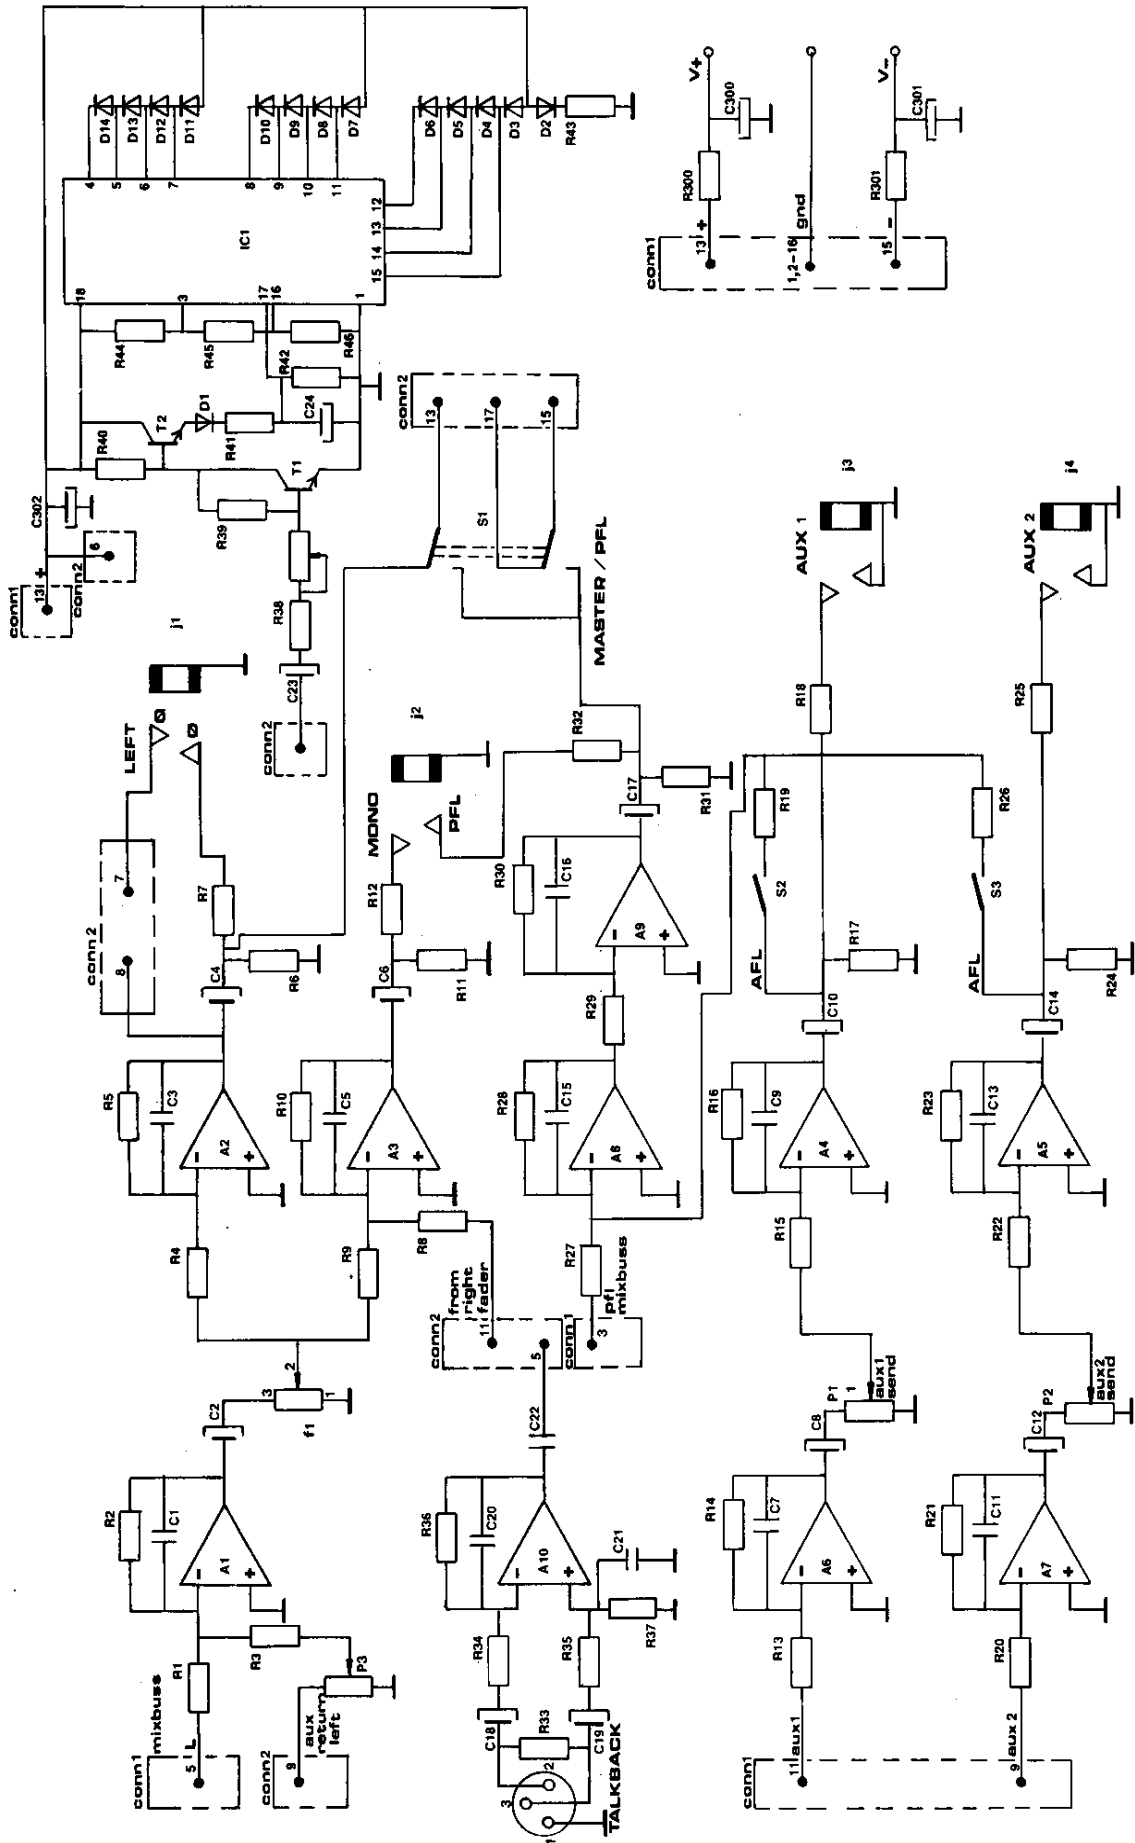 conn1
5
L
mixbuss
R1
R2
C1
A1
-
+
R3
P3
conn2
9
aux
return
left
C2
3
2
1
f1
R4
R5
C3
A2
-
+
conn2
8
7
C4
R6
R7
LEFT
j1
R9
R10
C5
A3
-
+
R8
C6
R11
R12
MONO
PFL
j2
conn2
from
right
fader
11
5
TALKBACK
1
2
3
C18
C19
R33
R34
R35
R36
C20
A10
-
+
R37
C21
C22
conn1
3
pfl
mixbuss
R27
R28
C15
A8
-
+
R29
R30
C16
A9
-
+
C17
R31
R32
MASTER / PFL
S1
conn2
13
17
15
conn1
11
aux1
9
aux 2
R13
R14
C7
A6
-
+
C8
P1
1
aux1
send
R15
R16
C9
A4
-
+
C10
R17
AFL
S2
R19
R18
AUX 1
j3
R20
R21
C11
A7
-
+
C12
P2
aux2
send
R22
R23
C13
A5
-
+
C14
R24
AFL
S3
R26
R25
AUX 2
j4
conn1
13
+
conn2
6
C302
conn2
C23
R38
R39
R40
T1
T2
D1
R41
C24
R42
R44
R45
R46
IC1
18
3
17
16
1
4
5
6
7
8
9
10
11
12
13
14
15
D14
D13
D12
D11
D10
D9
D8
D7
D6
D5
D4
D3
D2
R43
conn1
13
+
R300
C300
V+
1,2-16
gnd
15
-
R301
C301
V-